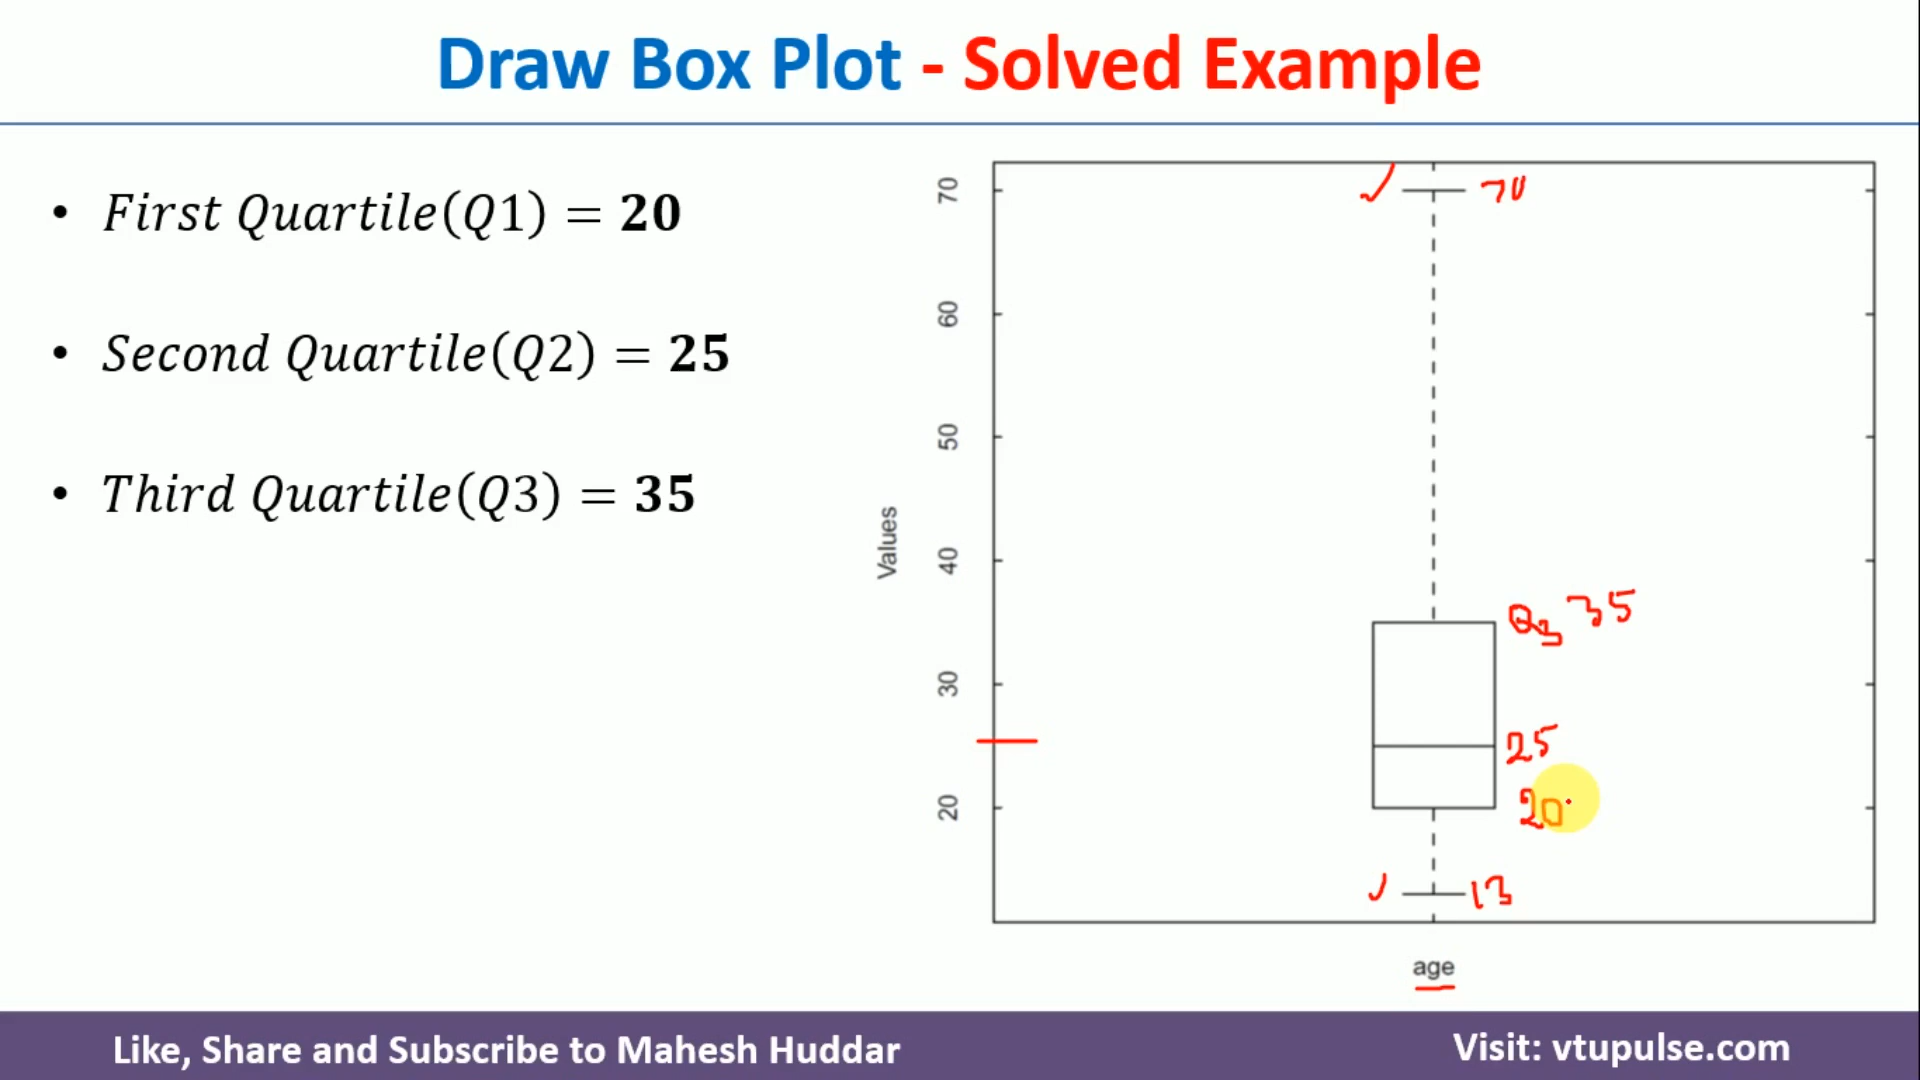 Draw Box Plot - Solved Example
• First Quartile(Q1) = 20
• Second Quartile(Q2) = 25
• Third Quartile(Q3) = 35
Values
70
60
50
40
30
20
70
Q3 35
25
20
13
age
Like, Share and Subscribe to Mahesh Huddar
Visit: vtupulse.com